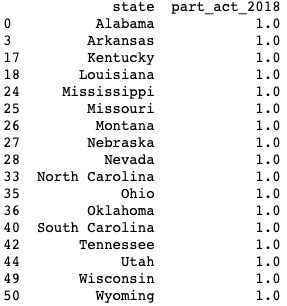 state part_act_2018
0 Alabama 1.0
3 Arkansas 1.0
17 Kentucky 1.0
18 Louisiana 1.0
24 Mississippi 1.0
25 Missouri 1.0
26 Montana 1.0
27 Nebraska 1.0
28 Nevada 1.0
33 North Carolina 1.0
35 Ohio 1.0
36 Oklahoma 1.0
40 South Carolina 1.0
42 Tennessee 1.0
44 Utah 1.0
49 Wisconsin 1.0
50 Wyoming 1.0